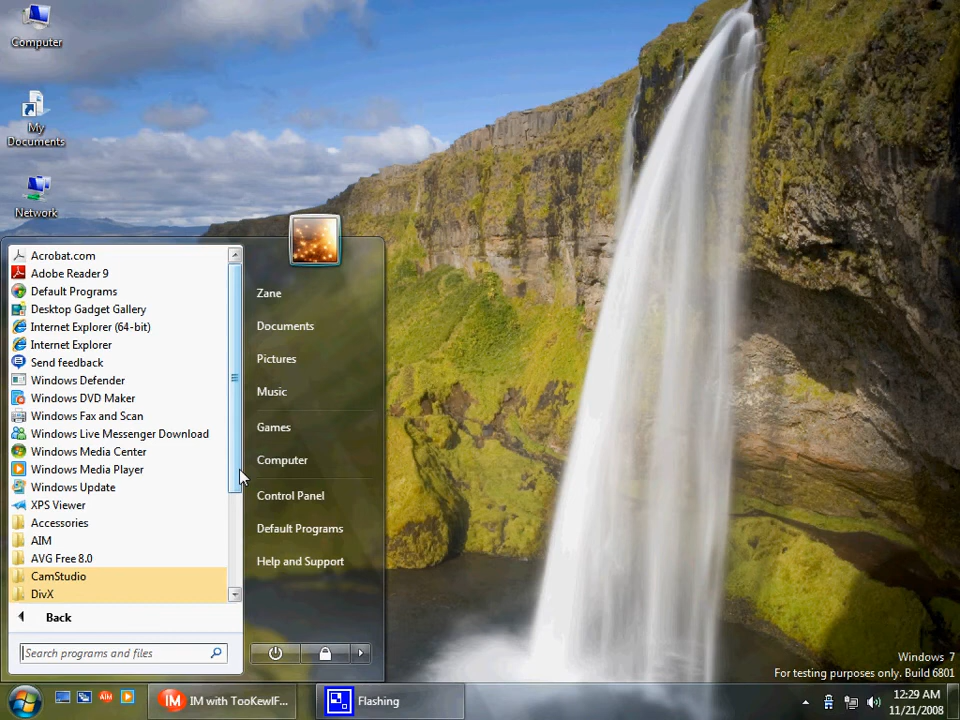 Computer
My
Documents
Network
Acrobat.com
Adobe Reader 9
Default Programs
Desktop Gadget Gallery
Internet Explorer (64-bit)
Internet Explorer
Send feedback
Windows Defender
Windows DVD Maker
Windows Fax and Scan
Windows Live Messenger Download
Windows Media Center
Windows Media Player
Windows Update
XPS Viewer
Accessories
AIM
AVG Free 8.0
CamStudio
DivX
Back
Search programs and files
Zane
Documents
Pictures
Music
Games
Computer
Control Panel
Default Programs
Help and Support
Windows 7
For testing purposes only. Build 6801
AIM
IM
IM with TooKewlF...
Flashing
12:29 AM
11/21/2008